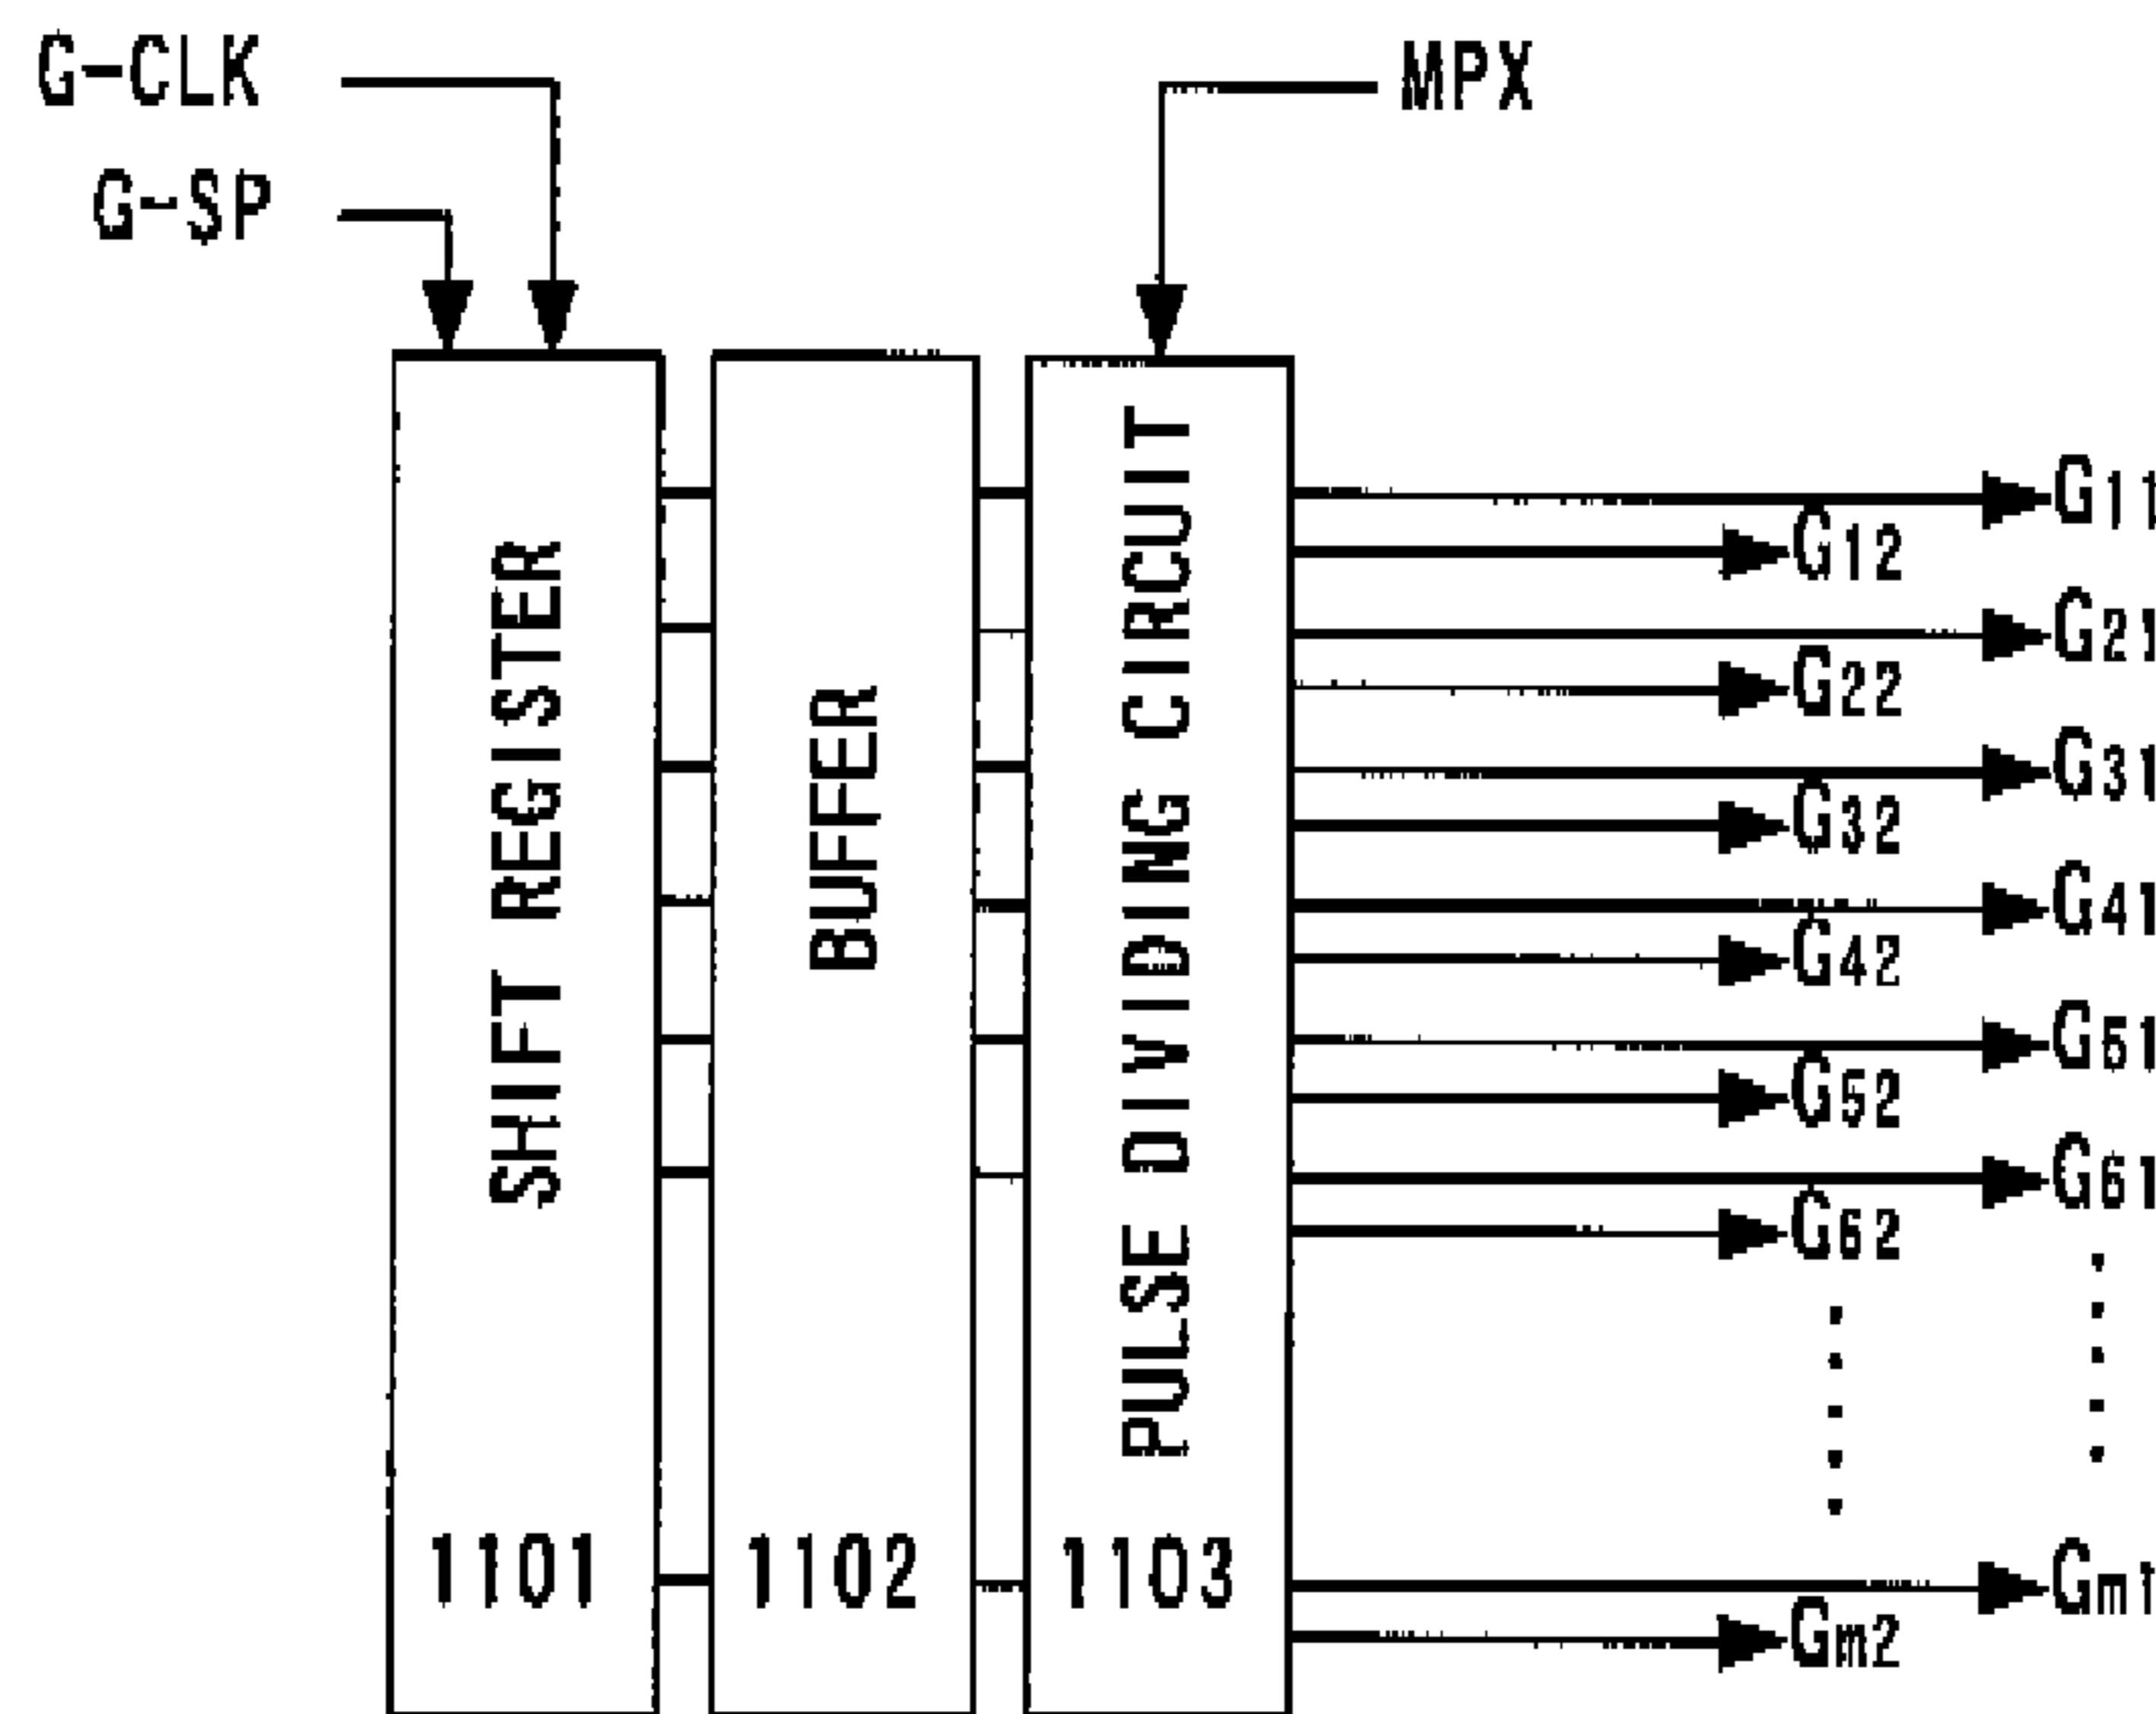 G-CLK
G-SP
MPX
SHIFT REGISTER
1101
BUFFER
1102
PULSE DIVIDING CIRCUIT
1103
G11
G12
G21
G22
G31
G32
G41
G42
G51
G52
G61
G62
Gm1
Gm2